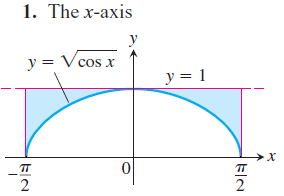 1. The x-axis
y
y = √cos x
y = 1
x
-π/2
0
π/2